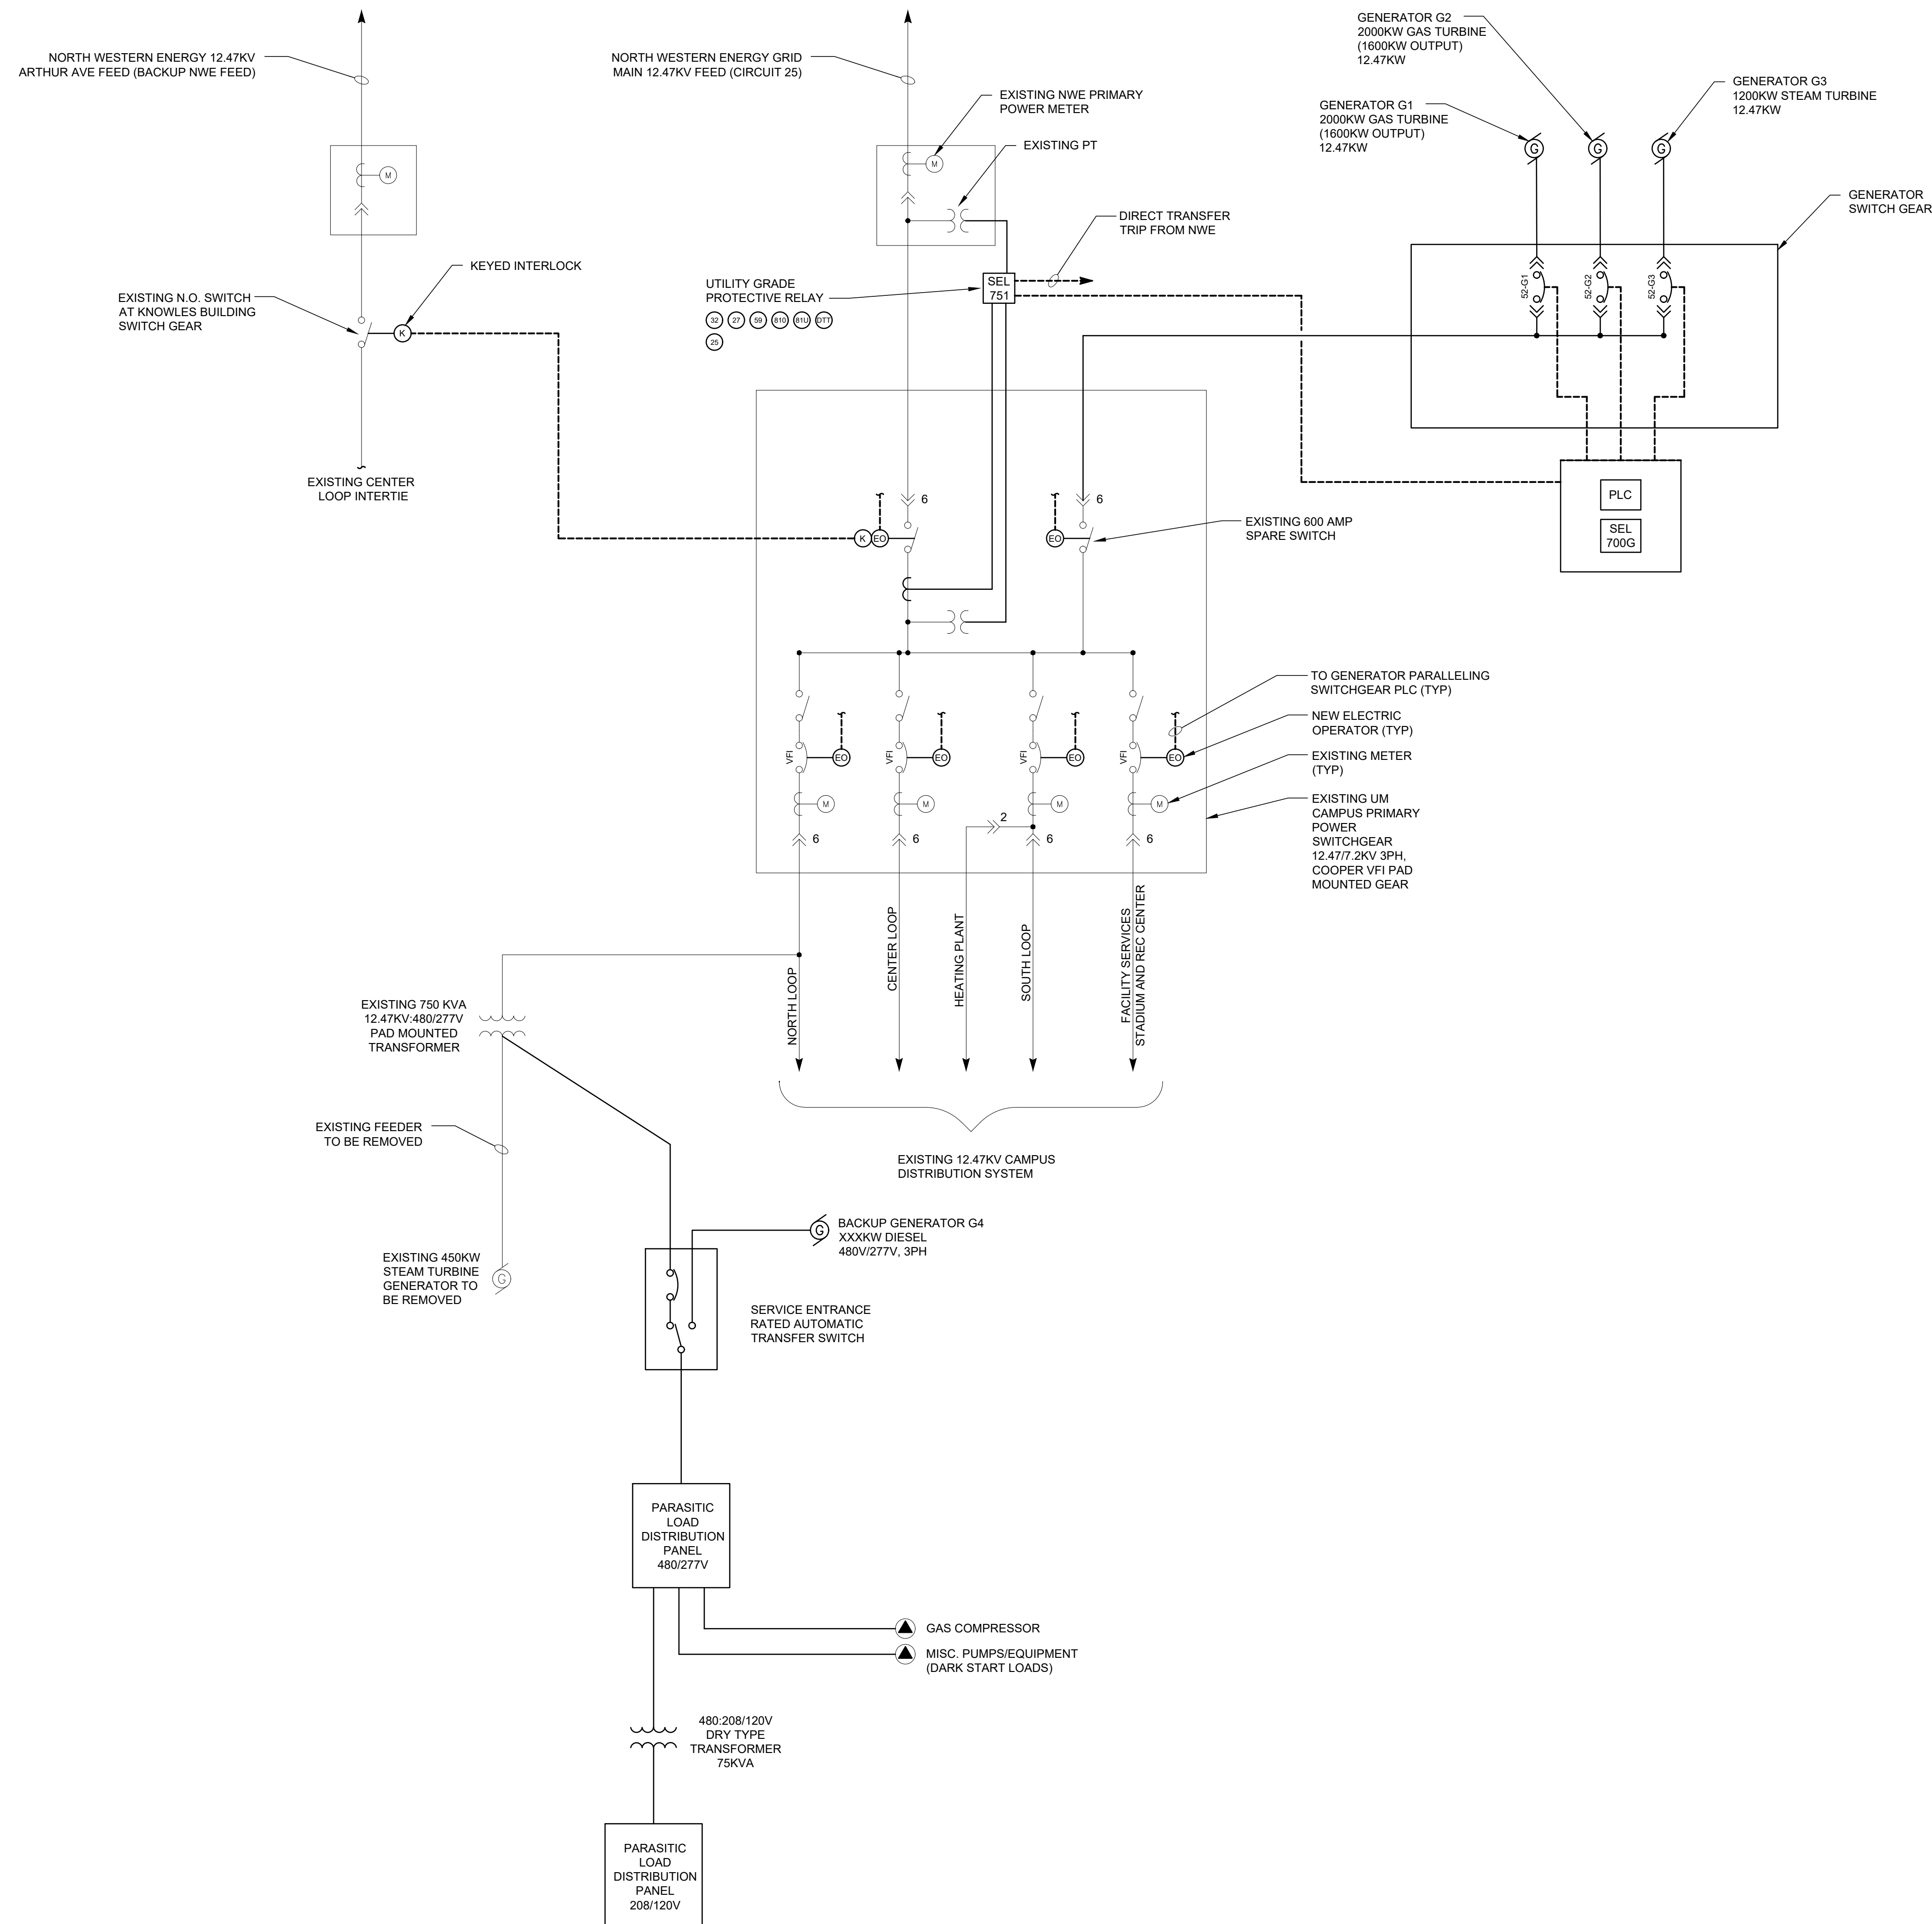 NORTH WESTERN ENERGY 12.47KV
ARTHUR AVE FEED (BACKUP NWE FEED)
NORTH WESTERN ENERGY GRID
MAIN 12.47KV FEED (CIRCUIT 25)
EXISTING NWE PRIMARY
POWER METER
M
M
EXISTING PT
GENERATOR G2
2000KW GAS TURBINE
(1600KW OUTPUT)
12.47KW
GENERATOR G1
2000KW GAS TURBINE
(1600KW OUTPUT)
12.47KW
GENERATOR G3
1200KW STEAM TURBINE
12.47KW
G
G
G
GENERATOR
SWITCH GEAR
52-G1
52-G2
52-G3
DIRECT TRANSFER
TRIP FROM NWE
KEYED INTERLOCK
EXISTING N.O. SWITCH
AT KNOWLES BUILDING
SWITCH GEAR
K
UTILITY GRADE
PROTECTIVE RELAY
32
27
59
810
81U
DTT
25
SEL
751
EXISTING CENTER
LOOP INTERTIE
6
6
K
EO
EO
EXISTING 600 AMP
SPARE SWITCH
PLC
SEL
700G
TO GENERATOR PARALLELING
SWITCHGEAR PLC (TYP)
NEW ELECTRIC
OPERATOR (TYP)
EXISTING METER
(TYP)
EXISTING UM
CAMPUS PRIMARY
POWER
SWITCHGEAR
12.47/7.2KV 3PH,
COOPER VFI PAD
MOUNTED GEAR
VFI
EO
VFI
EO
VFI
EO
VFI
EO
M
M
M
M
2
6
6
6
6
NORTH LOOP
CENTER LOOP
HEATING PLANT
SOUTH LOOP
FACILITY SERVICES
STADIUM AND REC CENTER
EXISTING 750 KVA
12.47KV:480/277V
PAD MOUNTED
TRANSFORMER
EXISTING FEEDER
TO BE REMOVED
EXISTING 12.47KV CAMPUS
DISTRIBUTION SYSTEM
EXISTING 450KW
STEAM TURBINE
GENERATOR TO
BE REMOVED
G
G
BACKUP GENERATOR G4
XXXKW DIESEL
480V/277V, 3PH
SERVICE ENTRANCE
RATED AUTOMATIC
TRANSFER SWITCH
PARASITIC
LOAD
DISTRIBUTION
PANEL
480/277V
GAS COMPRESSOR
MISC. PUMPS/EQUIPMENT
(DARK START LOADS)
480:208/120V
DRY TYPE
TRANSFORMER
75KVA
PARASITIC
LOAD
DISTRIBUTION
PANEL
208/120V